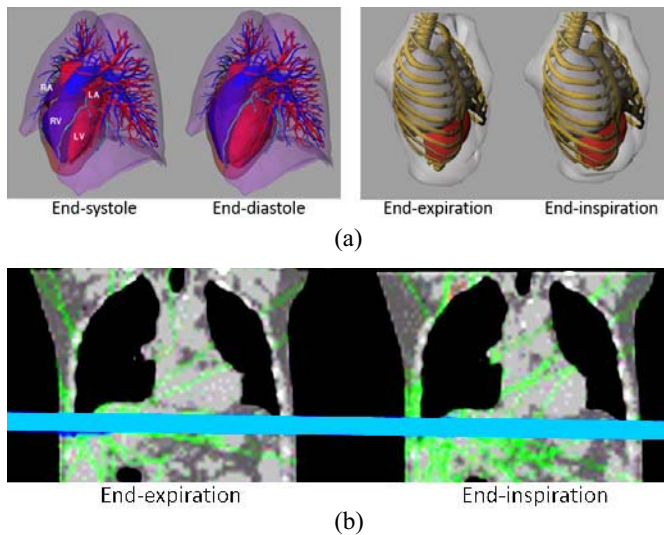 RA
LA
RV
LV
End-systole End-diastole End-expiration End-inspiration
(a)
End-expiration End-inspiration
(b)